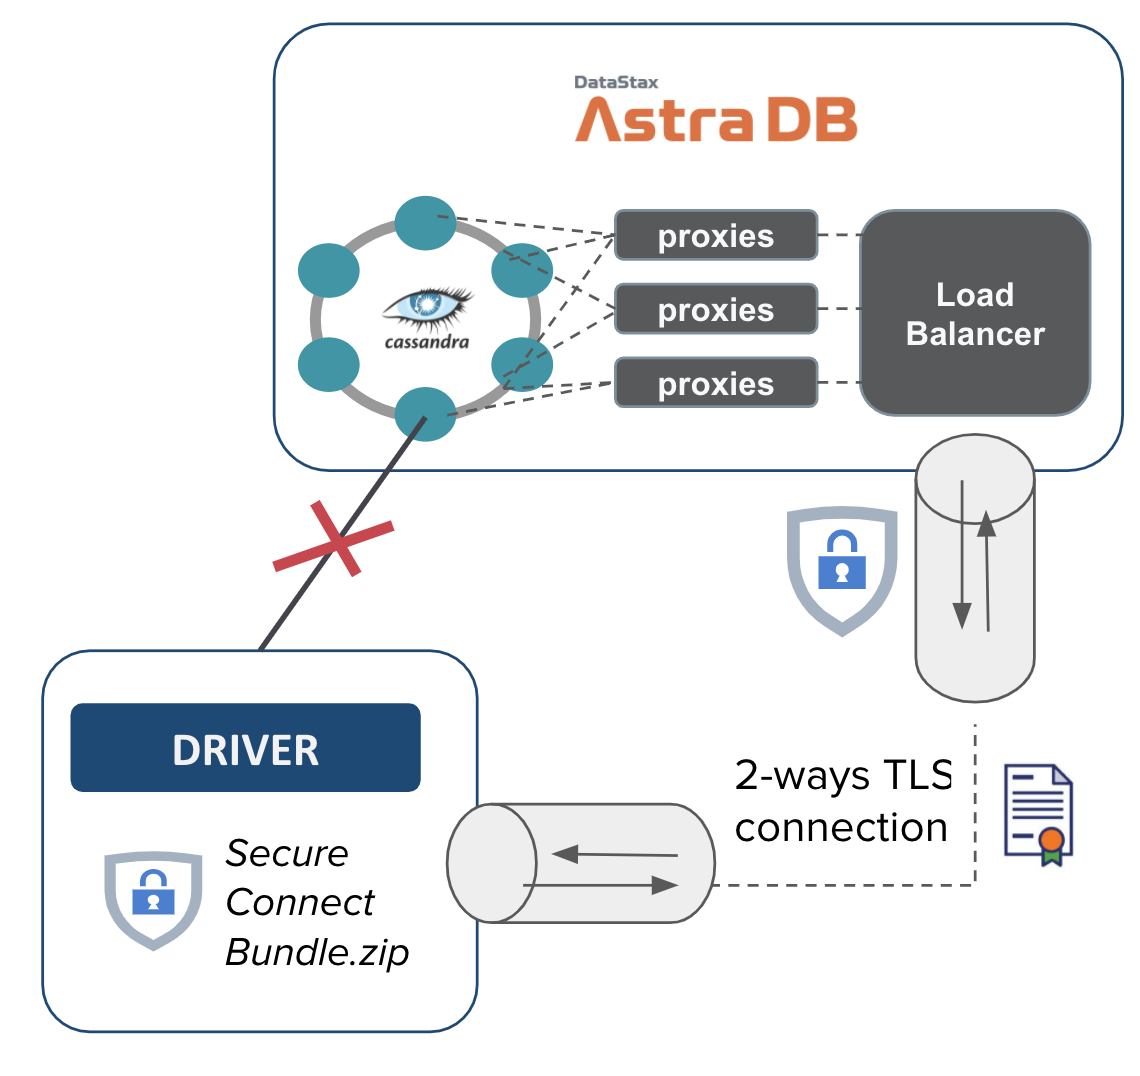 DataStax
Astra DB
proxies
proxies
proxies
Load
Balancer
cassandra
DRIVER
Secure
Connect
Bundle.zip
2-ways TLS
connection